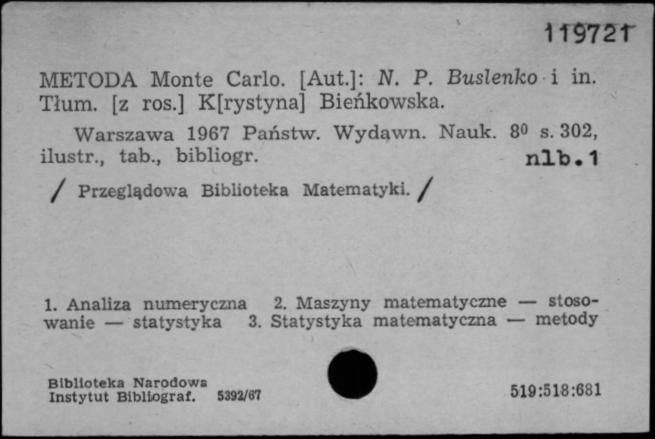 119721
METODA Monte Carlo. [Aut.]: N. P. Buslenko i in.
Tłum. [z ros.] K[rystyna] Bieńkowska.
Warszawa 1967 Państw. Wydawn. Nauk. 8⁰ s. 302,
ilustr., tab., bibliogr. nlb. 1
/ Przeglądowa Biblioteka Matematyki. /
1. Analiza numeryczna 2. Maszyny matematyczne — stoso-
wanie — statystyka 3. Statystyka matematyczna — metody
Biblioteka Narodowa
Instytut Bibliograf. 5392/67 519:518:681